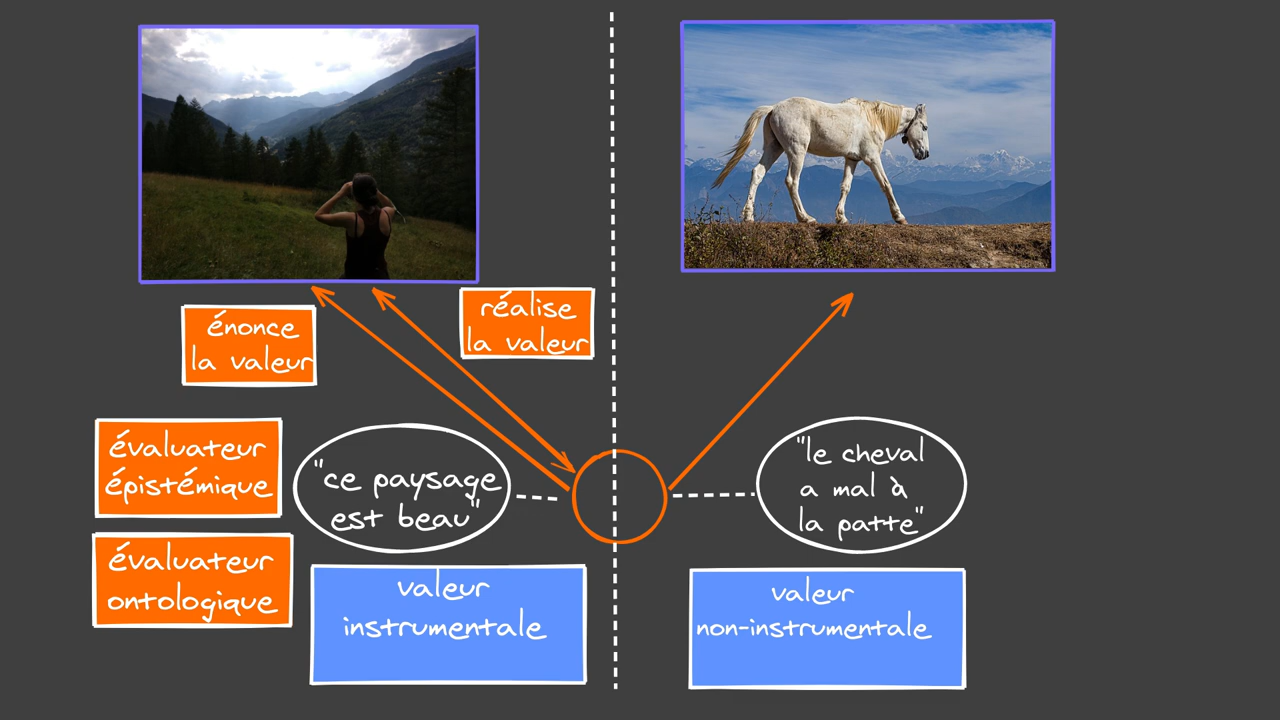 énonce
la valeur
réalise
la valeur
évaluateur
épistémique
évaluateur
ontologique
"ce paysage
est beau"
valeur
instrumentale
"le cheval
a mal à
la patte"
valeur
non-instrumentale